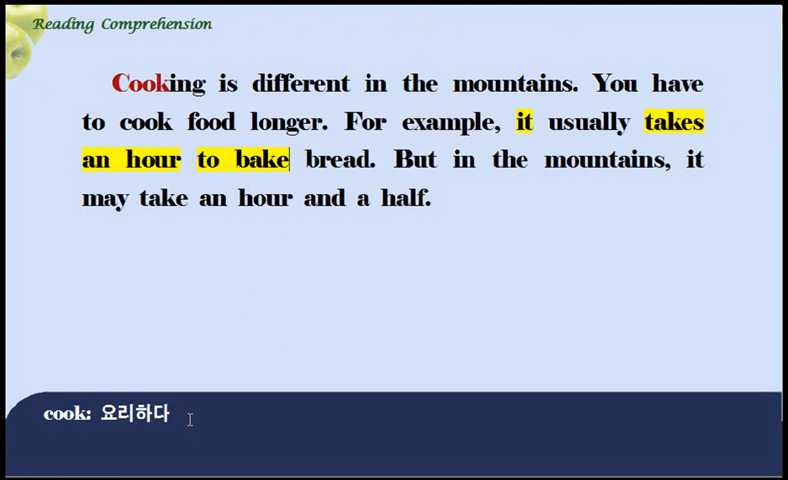 Reading Comprehension
Cooking is different in the mountains. You have
to cook food longer. For example, it usually takes
an hour to bake bread. But in the mountains, it
may take an hour and a half.
cook: 요리하다